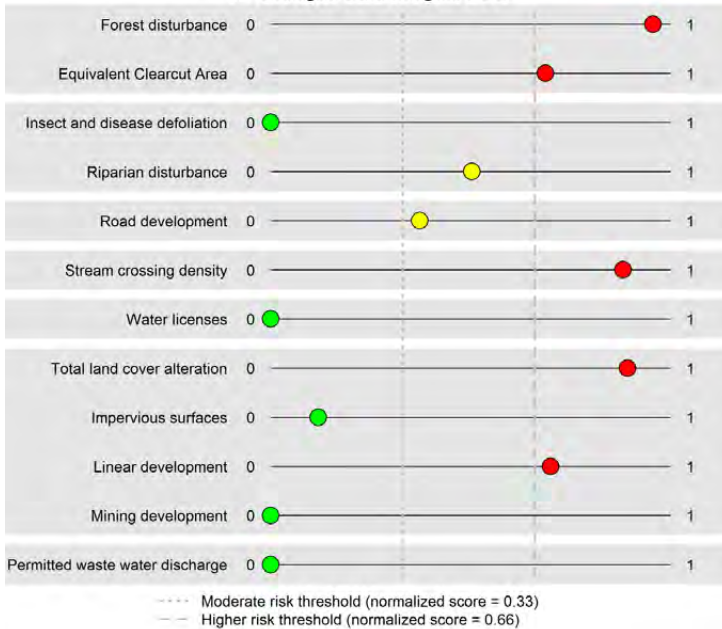 Forest disturbance 0 1
Equivalent Clearcut Area 0 1
Insect and disease defoliation 0 1
Riparian disturbance 0 1
Road development 0 1
Stream crossing density 0 1
Water licenses 0 1
Total land cover alteration 0 1
Impervious surfaces 0 1
Linear development 0 1
Mining development 0 1
Permitted waste water discharge 0 1
Moderate risk threshold (normalized score = 0.33)
Higher risk threshold (normalized score = 0.66)